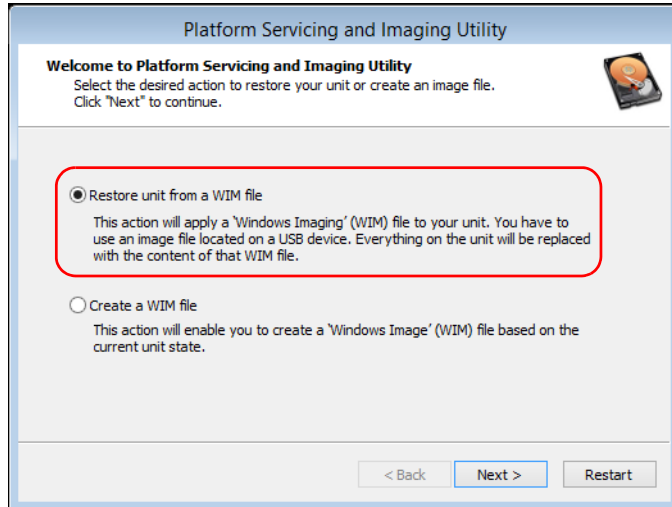 Platform Servicing and Imaging Utility
Welcome to Platform Servicing and Imaging Utility
Select the desired action to restore your unit or create an image file.
Click "Next" to continue.
Restore unit from a WIM file
This action will apply a 'Windows Imaging' (WIM) file to your unit. You have to
use an image file located on a USB device. Everything on the unit will be replaced
with the content of that WIM file.
Create a WIM file
This action will enable you to create a 'Windows Image' (WIM) file based on the
current unit state.
< Back Next > Restart